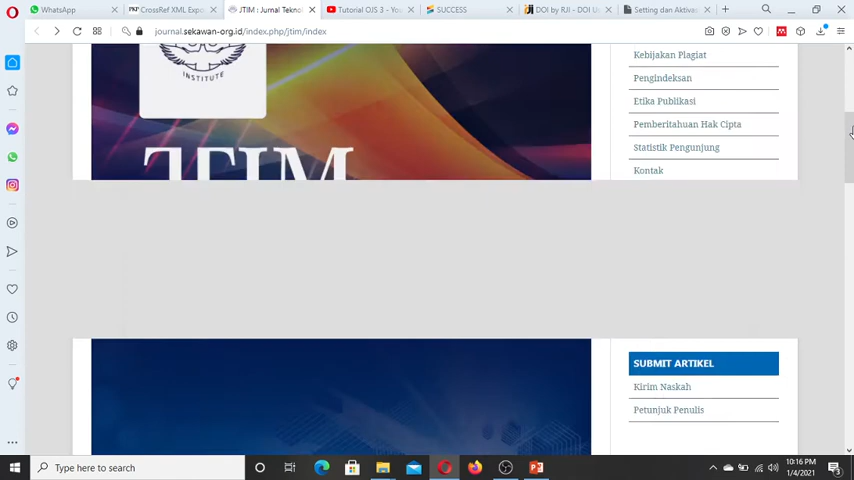 WhatsApp
CrossRef XML Expo
JTIM : Jurnal Teknol
Tutorial OJS 3 - You
SUCCESS
DOI by RJI - DOI Us
Setting dan Aktivas
journal.sekawan-org.id/index.php/jtim/index
INSTITUTE
JTIM
Kebijakan Plagiat
Pengindeksan
Etika Publikasi
Pemberitahuan Hak Cipta
Statistik Pengunjung
Kontak
SUBMIT ARTIKEL
Kirim Naskah
Petunjuk Penulis
Type here to search
10:16 PM
1/4/2021
3